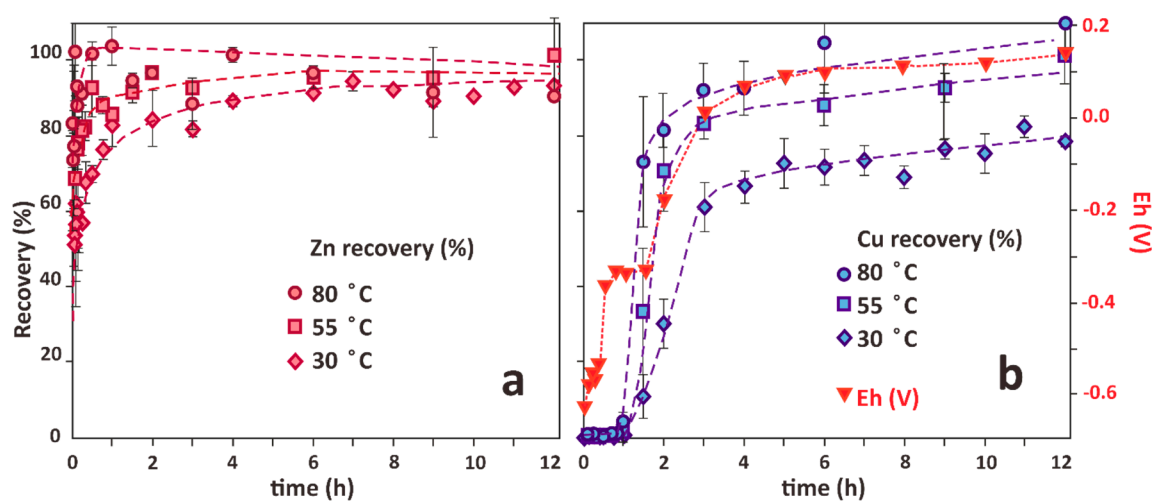 Recovery (%)
100
80
60
40
20
0
Zn recovery (%)
80 ˚C
55 ˚C
30 ˚C
a
0 2 4 6 8 10 12
time (h)
Cu recovery (%)
80 ˚C
55 ˚C
30 ˚C
Eh (V)
b
0 2 4 6 8 10 12
time (h)
0.2
0.0
-0.2
-0.4
-0.6
Eh (V)